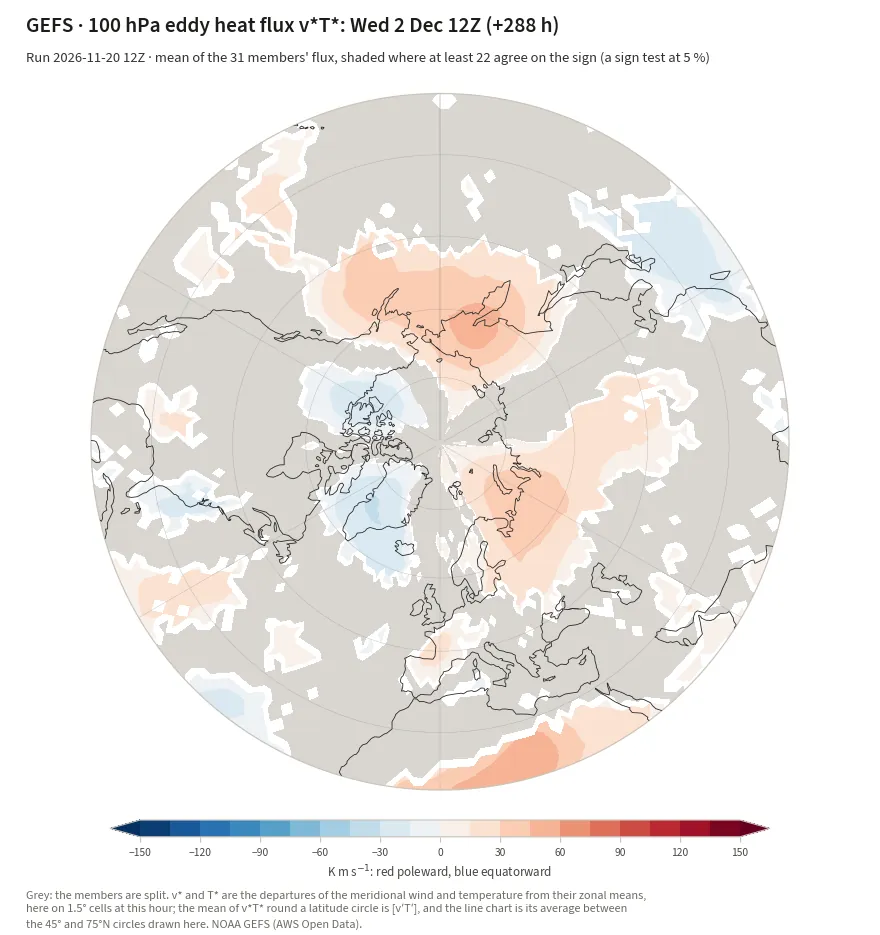 GEFS · 100 hPa eddy heat flux v*T*: Wed 2 Dec 12Z (+288 h)
Run 2026-11-20 12Z · mean of the 31 members' flux, shaded where at least 22 agree on the sign (a sign test at 5 %)
−150 −120 −90 −60 −30 0 30 60 90 120 150
K m s⁻¹: red poleward, blue equatorward
Grey: the members are split. v* and T* are the departures of the meridional wind and temperature from their zonal means,
here on 1.5° cells at this hour; the mean of v*T* round a latitude circle is [v'T'], and the line chart is its average between
the 45° and 75°N circles drawn here. NOAA GEFS (AWS Open Data).